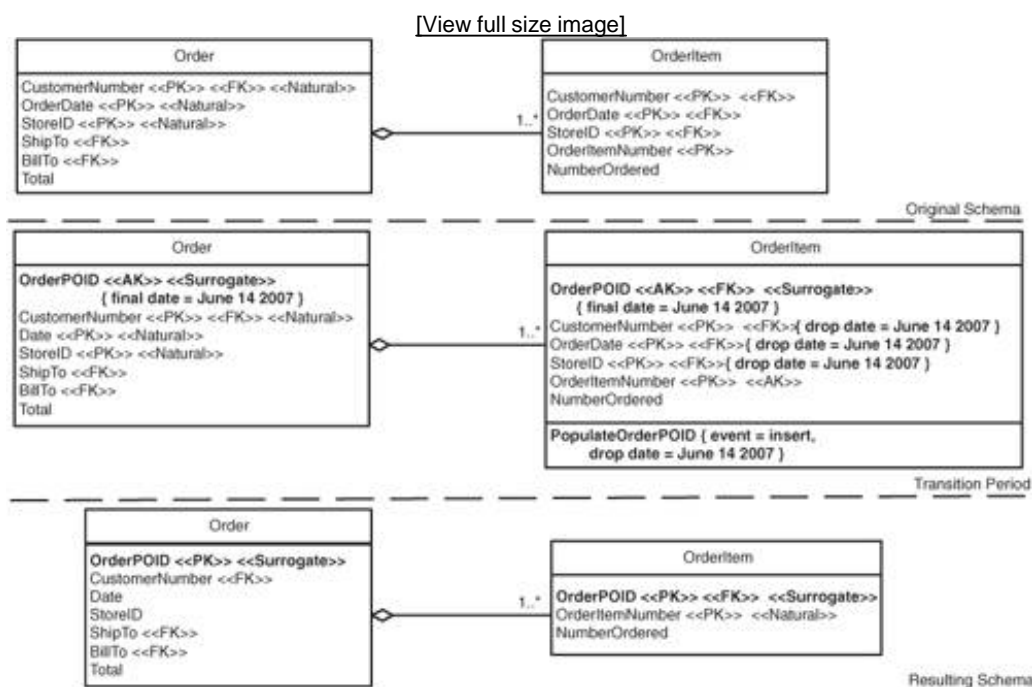 [View full size image]
Order
CustomerNumber <<PK>> <<FK>> <<Natural>>
OrderDate <<PK>> <<Natural>>
StoreID <<PK>> <<Natural>>
ShipTo <<FK>>
BillTo <<FK>>
Total
1..*
OrderItem
CustomerNumber <<PK>> <<FK>>
OrderDate <<PK>> <<FK>>
StoreID <<PK>> <<FK>>
OrderItemNumber <<PK>>
NumberOrdered
Original Schema
Order
OrderPOID <<AK>> <<Surrogate>>
{ final date = June 14 2007 }
CustomerNumber <<PK>> <<FK>> <<Natural>>
Date <<PK>> <<Natural>>
StoreID <<PK>> <<Natural>>
ShipTo <<FK>>
BillTo <<FK>>
Total
1..*
OrderItem
OrderPOID <<AK>> <<FK>> <<Surrogate>>
{ final date = June 14 2007 }
CustomerNumber <<PK>> <<FK>>{ drop date = June 14 2007 }
OrderDate <<PK>> <<FK>>{ drop date = June 14 2007 }
StoreID <<PK>> <<FK>>{ drop date = June 14 2007 }
OrderItemNumber <<PK>> <<AK>>
NumberOrdered
PopulateOrderPOID { event = insert,
drop date = June 14 2007 }
Transition Period
Order
OrderPOID <<PK>> <<Surrogate>>
CustomerNumber <<FK>>
Date
StoreID
ShipTo <<FK>>
BillTo <<FK>>
Total
1..*
OrderItem
OrderPOID <<PK>> <<FK>> <<Surrogate>>
OrderItemNumber <<PK>> <<Natural>>
NumberOrdered
Resulting Schema